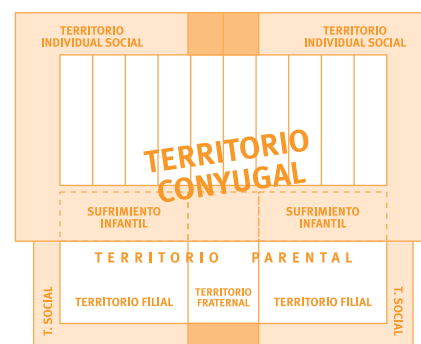 TERRITORIO
INDIVIDUAL SOCIAL
TERRITORIO
INDIVIDUAL SOCIAL
TERRITORIO
CONYUGAL
SUFRIMIENTO
INFANTIL
SUFRIMIENTO
INFANTIL
TERRITORIO PARENTAL
T. SOCIAL
TERRITORIO FILIAL
TERRITORIO
FRATERNAL
TERRITORIO FILIAL
T. SOCIAL